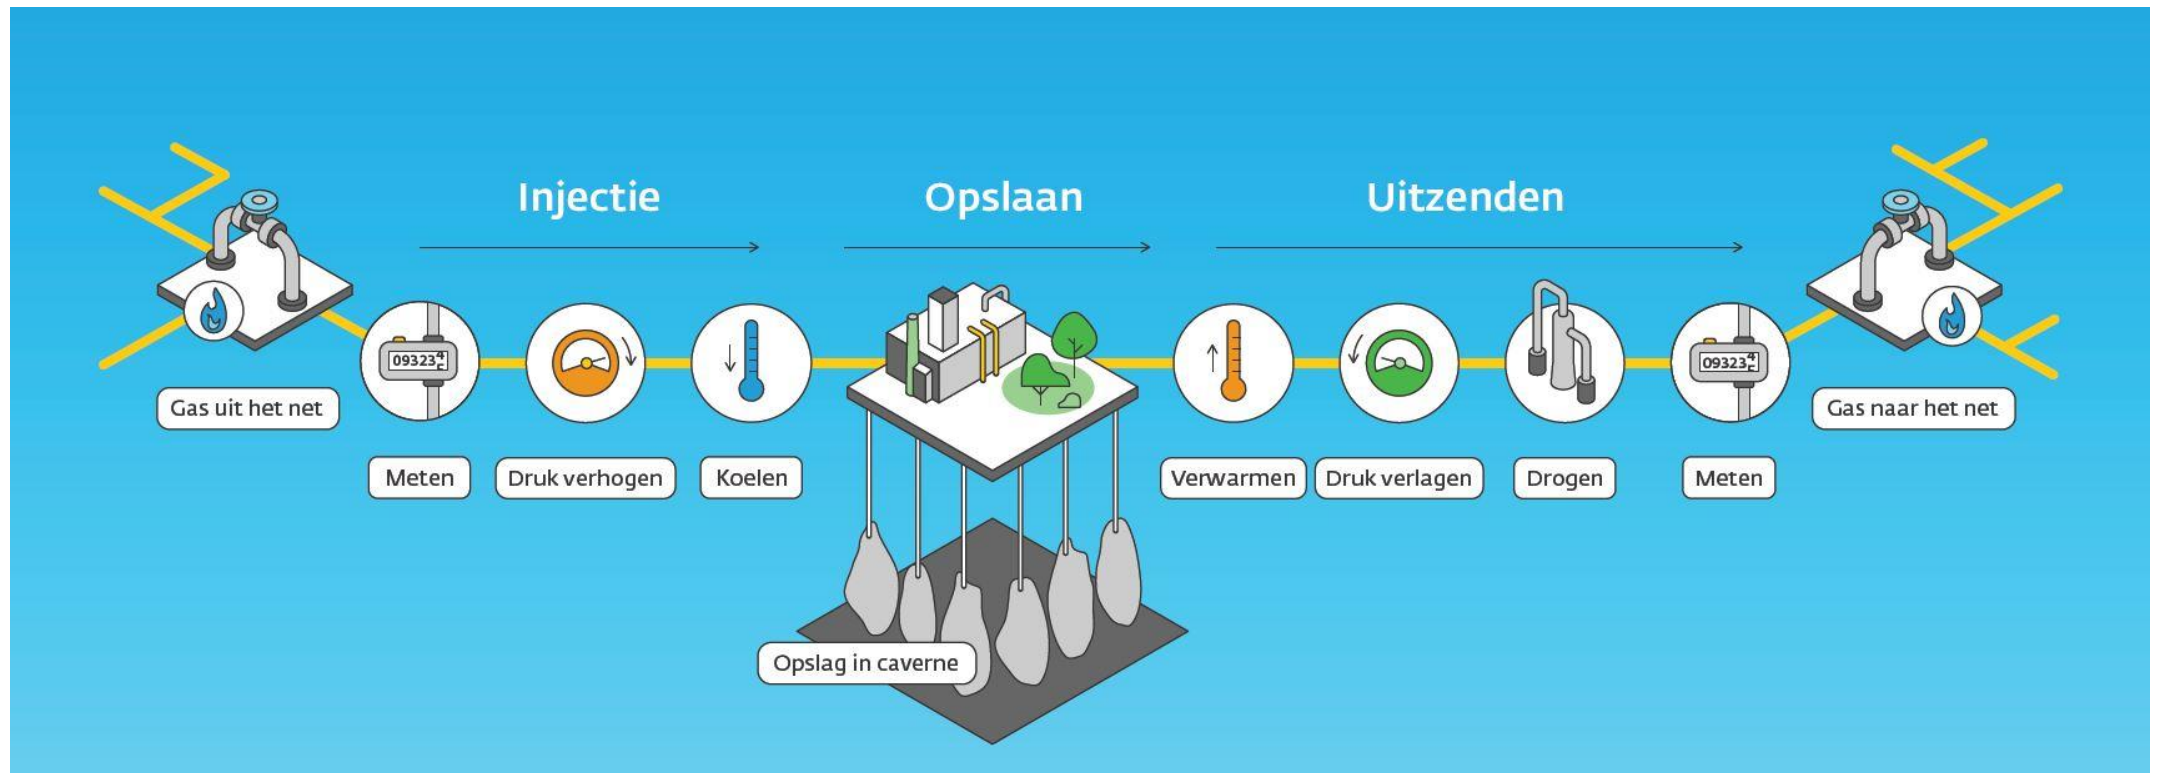 Injectie
Opslaan
Uitzenden
09323
09323
Gas uit het net
Gas naar het net
Meten
Druk verhogen
Koelen
Verwarmen
Druk verlagen
Drogen
Meten
Opslag in caverne